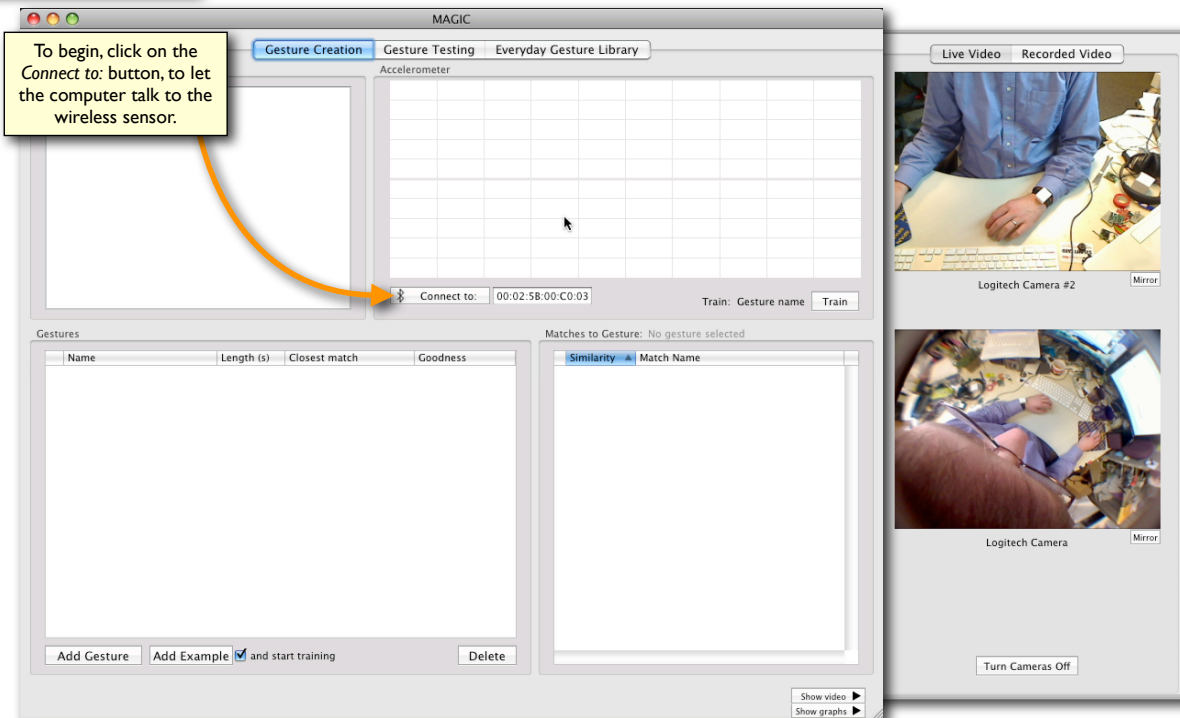 MAGIC
To begin, click on the
Connect to: button, to let
the computer talk to the
wireless sensor.
Gesture Creation
Gesture Testing
Everyday Gesture Library
Accelerometer
Connect to:
00:02:5B:00:C0:03
Train: Gesture name
Train
Gestures
Name
Length (s)
Closest match
Goodness
Add Gesture
Add Example
and start training
Delete
Matches to Gesture: No gesture selected
Similarity
Match Name
Show video
Show graphs
Live Video
Recorded Video
Logitech Camera #2
Mirror
Logitech Camera
Mirror
Turn Cameras Off